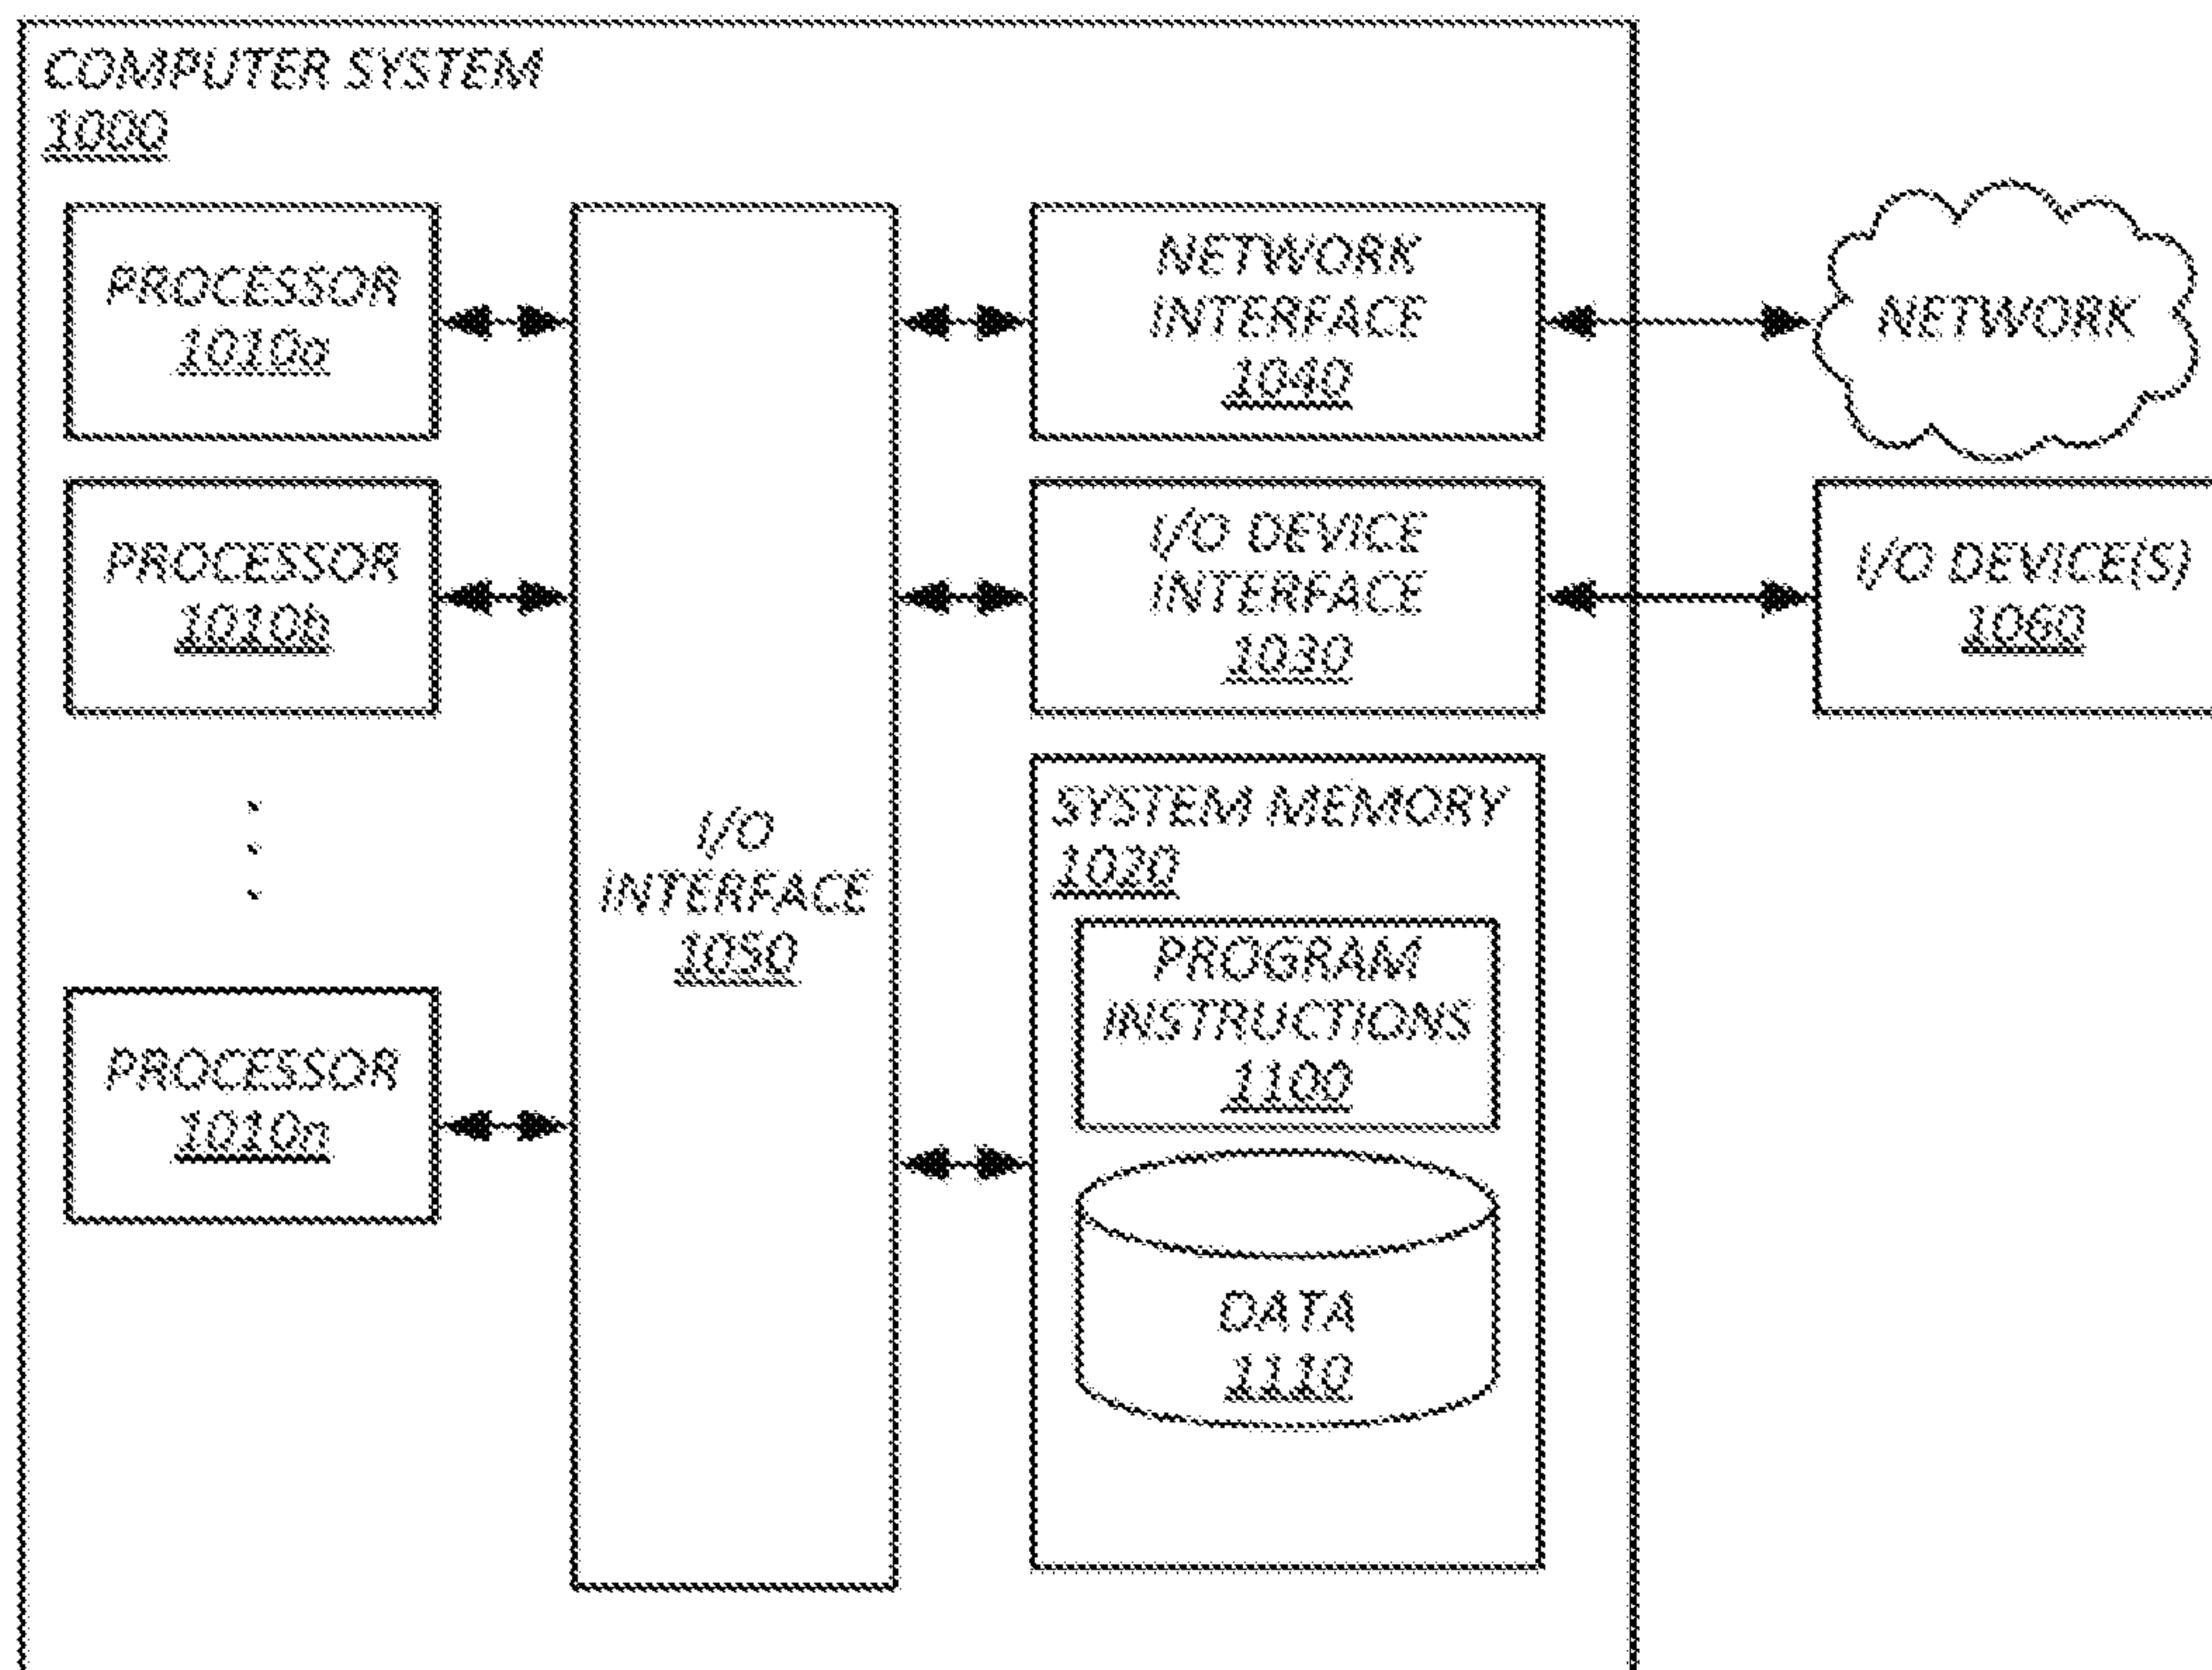 COMPUTER SYSTEM
1000
PROCESSOR
1010a
PROCESSOR
1010b
PROCESSOR
1010n
I/O
INTERFACE
1050
NETWORK
INTERFACE
1040
I/O DEVICE
INTERFACE
1030
SYSTEM MEMORY
1020
PROGRAM
INSTRUCTIONS
1100
DATA
1110
NETWORK
I/O DEVICE(S)
1060